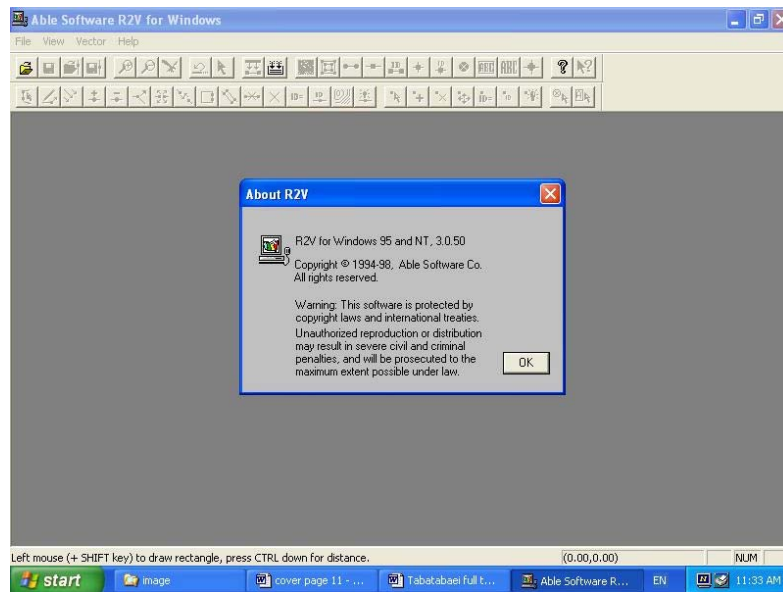 Able Software R2V for Windows
File View Vector Help
About R2V
R2V for Windows 95 and NT, 3.0.50
Copyright © 1994-98, Able Software Co.
All rights reserved.
Warning: This software is protected by
copyright laws and international treaties.
Unauthorized reproduction or distribution
may result in severe civil and criminal
penalties, and will be prosecuted to the
maximum extent possible under law.
OK
Left mouse (+ SHIFT key) to draw rectangle, press CTRL down for distance. (0.00,0.00) NUM
start image cover page 11 - ... Tabatabaei full t... Able Software R... EN 11:33 AM